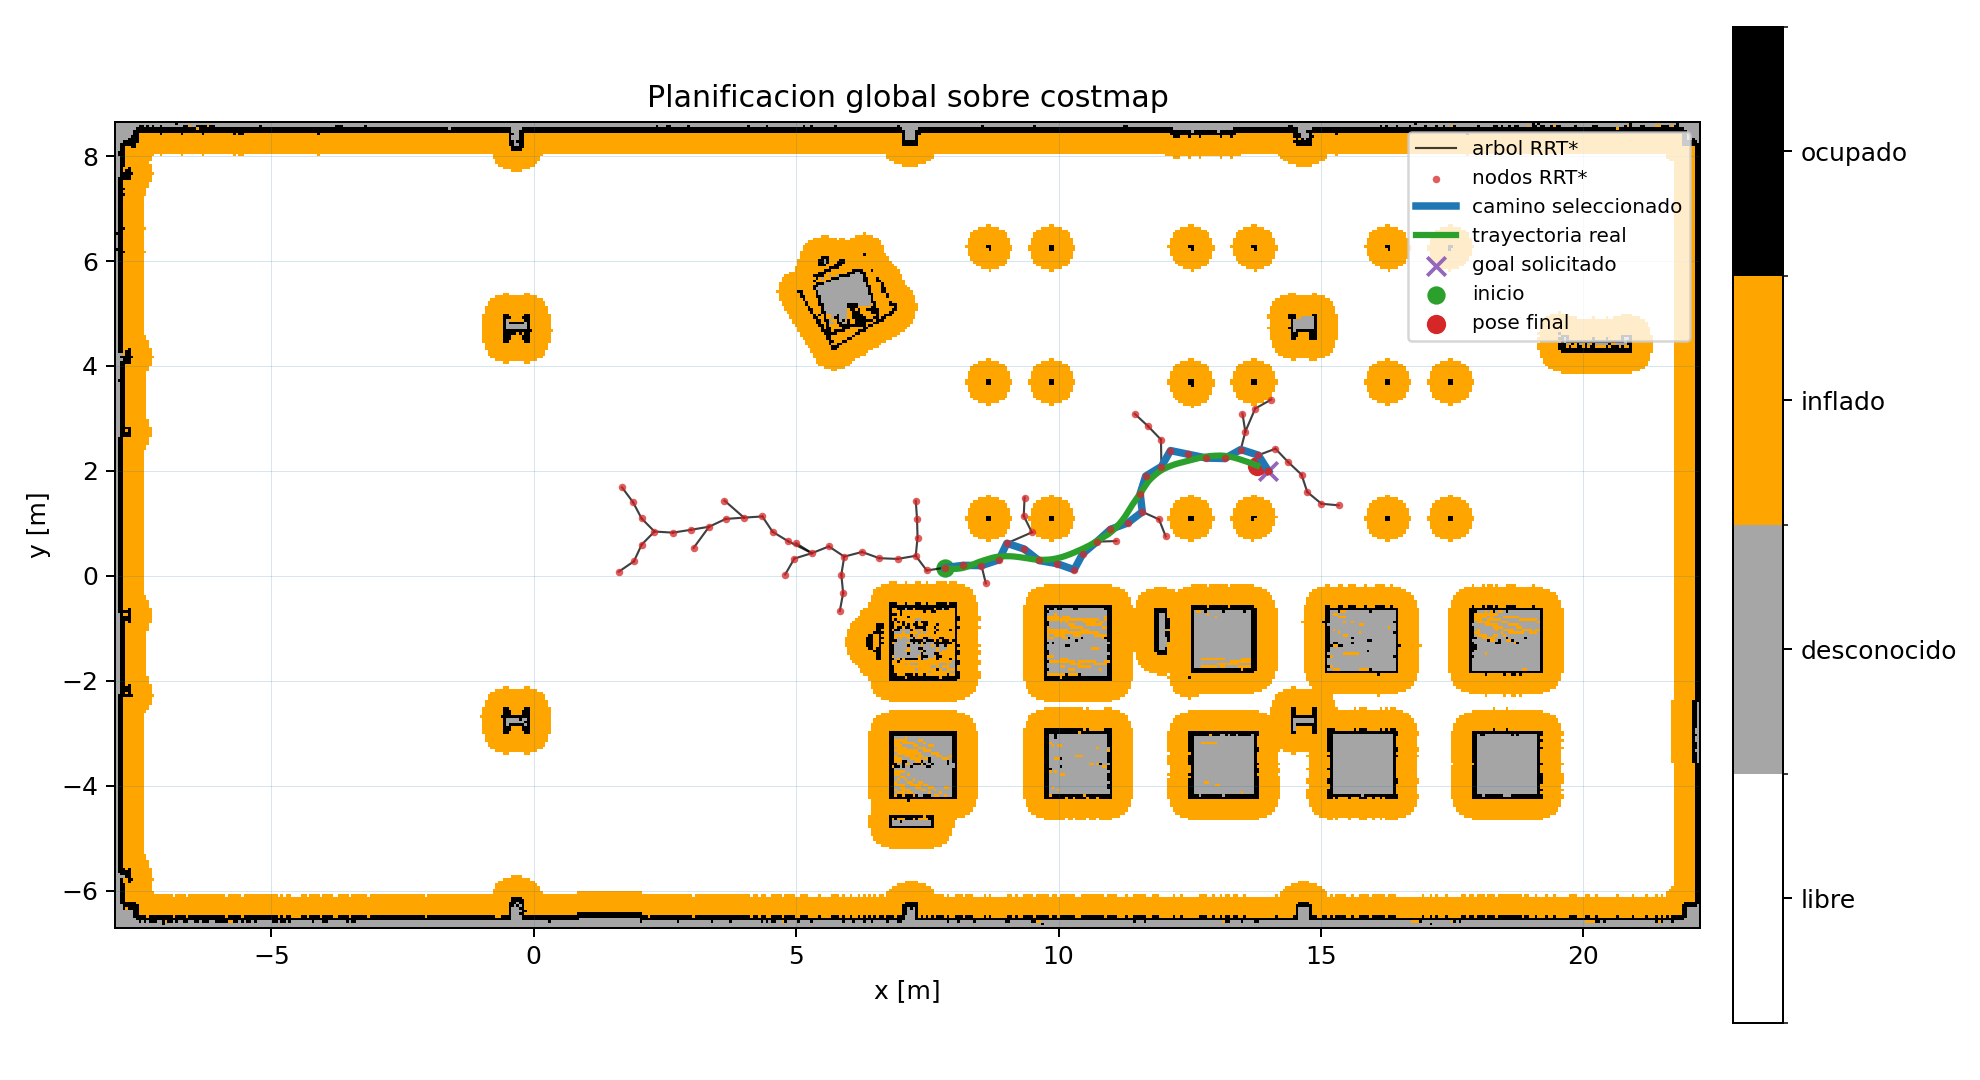 Planificacion global sobre costmap
arbol RRT*
nodos RRT*
camino seleccionado
trayectoria real
goal solicitado
inicio
pose final
8
6
4
2
0
−2
−4
−6
y [m]
−5
0
5
10
15
20
x [m]
ocupado
inflado
desconocido
libre